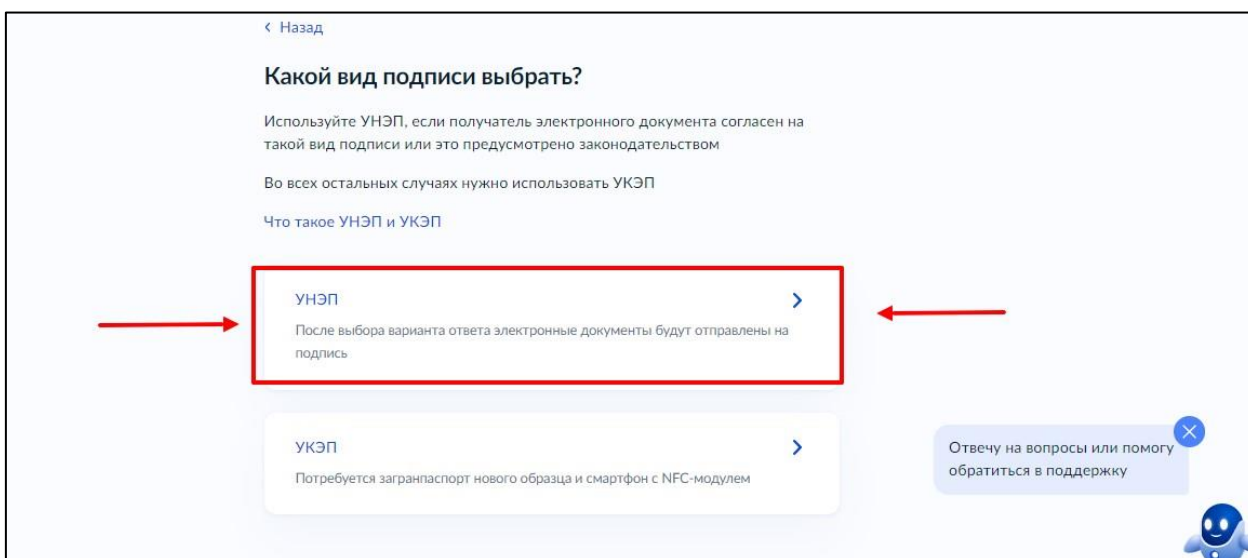 Назад
Какой вид подписи выбрать?
Используйте УНЭП, если получатель электронного документа согласен на
такой вид подписи или это предусмотрено законодательством
Во всех остальных случаях нужно использовать УКЭП
Что такое УНЭП и УКЭП
УНЭП
После выбора варианта ответа электронные документы будут отправлены на
подпись
УКЭП
Потребуется загранпаспорт нового образца и смартфон с NFC-модулем
Отвечу на вопросы или помогу
обратиться в поддержку